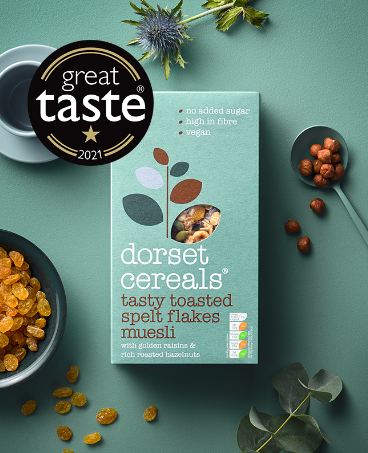 great
taste®
2021
no added sugar
high in fibre
vegan
dorset
cereals®
tasty toasted
spelt flakes
muesli
with golden raisins &
rich roasted hazelnuts